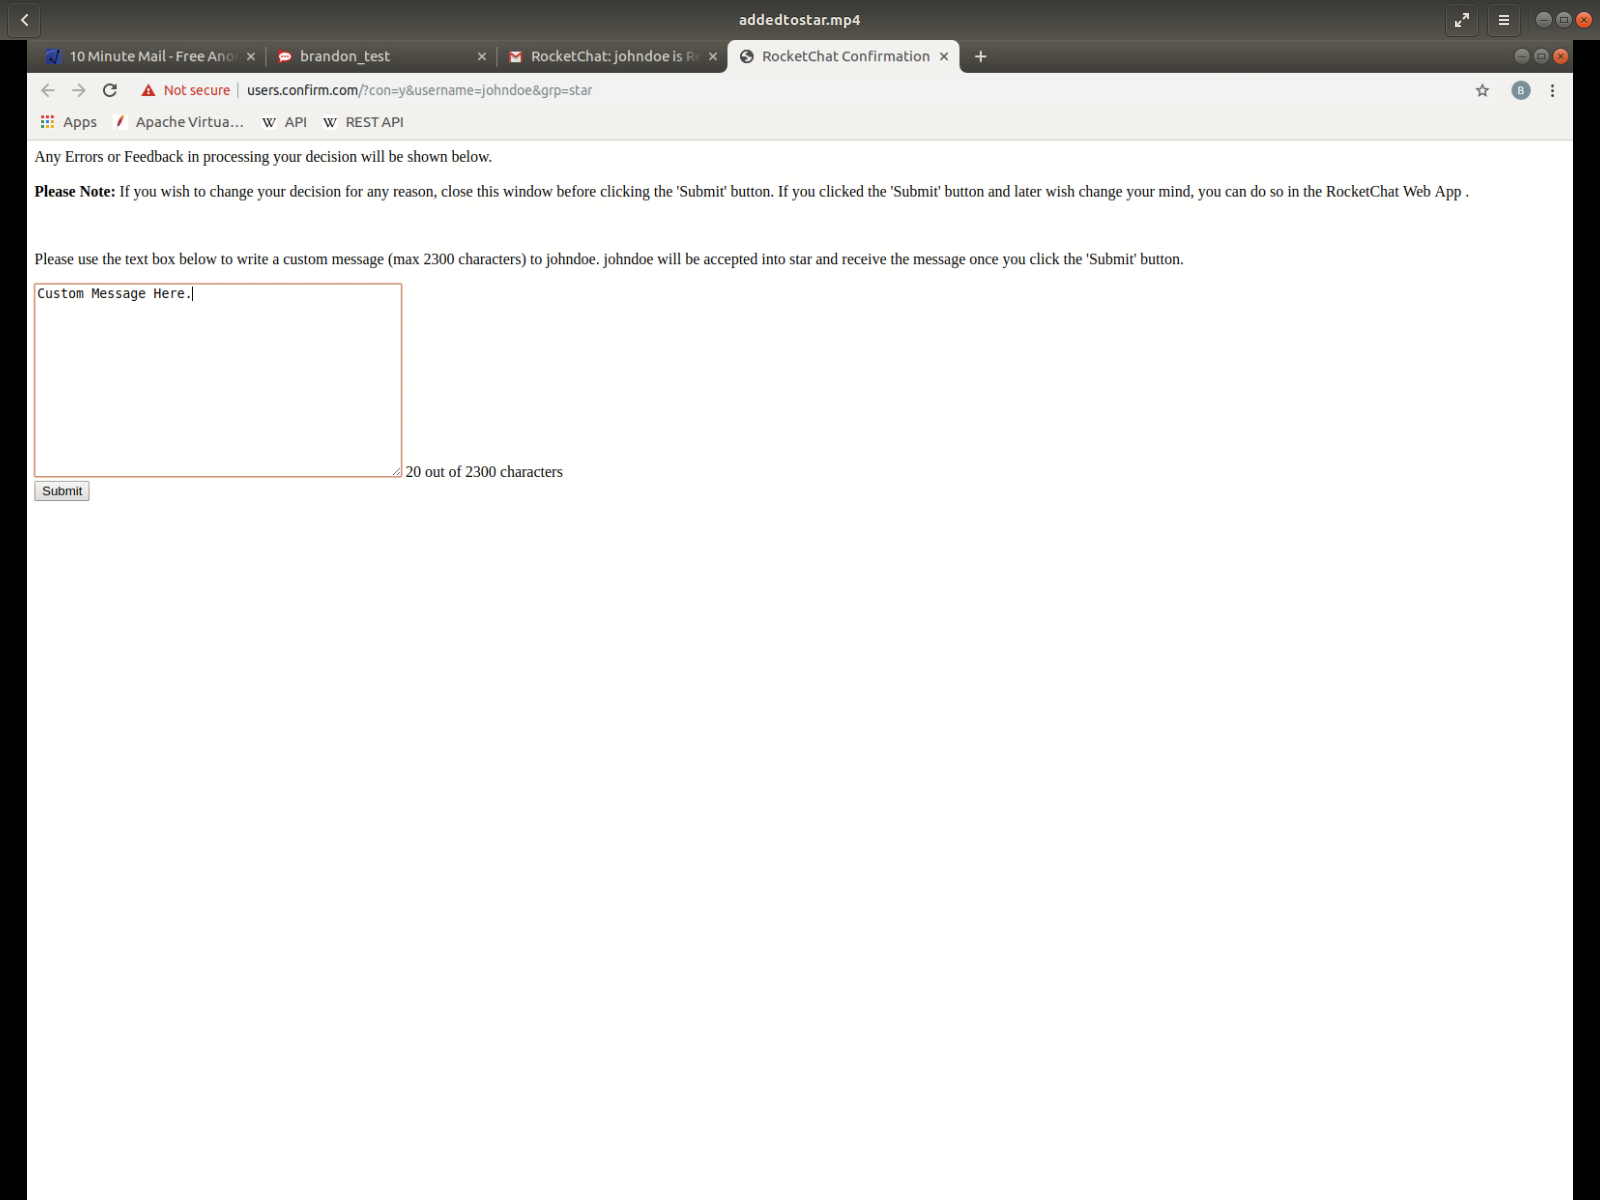 addedtostar.mp4
10 Minute Mail - Free Ano
brandon_test
RocketChat: johndoe is R
RocketChat Confirmation
Not secure
users.confirm.com/?con=y&username=johndoe&grp=star
B
Apps
Apache Virtua...
W API
W REST API
Any Errors or Feedback in processing your decision will be shown below.
Please Note: If you wish to change your decision for any reason, close this window before clicking the 'Submit' button. If you clicked the 'Submit' button and later wish change your mind, you can do so in the RocketChat Web App .
Please use the text box below to write a custom message (max 2300 characters) to johndoe. johndoe will be accepted into star and receive the message once you click the 'Submit' button.
Custom Message Here.
20 out of 2300 characters
Submit